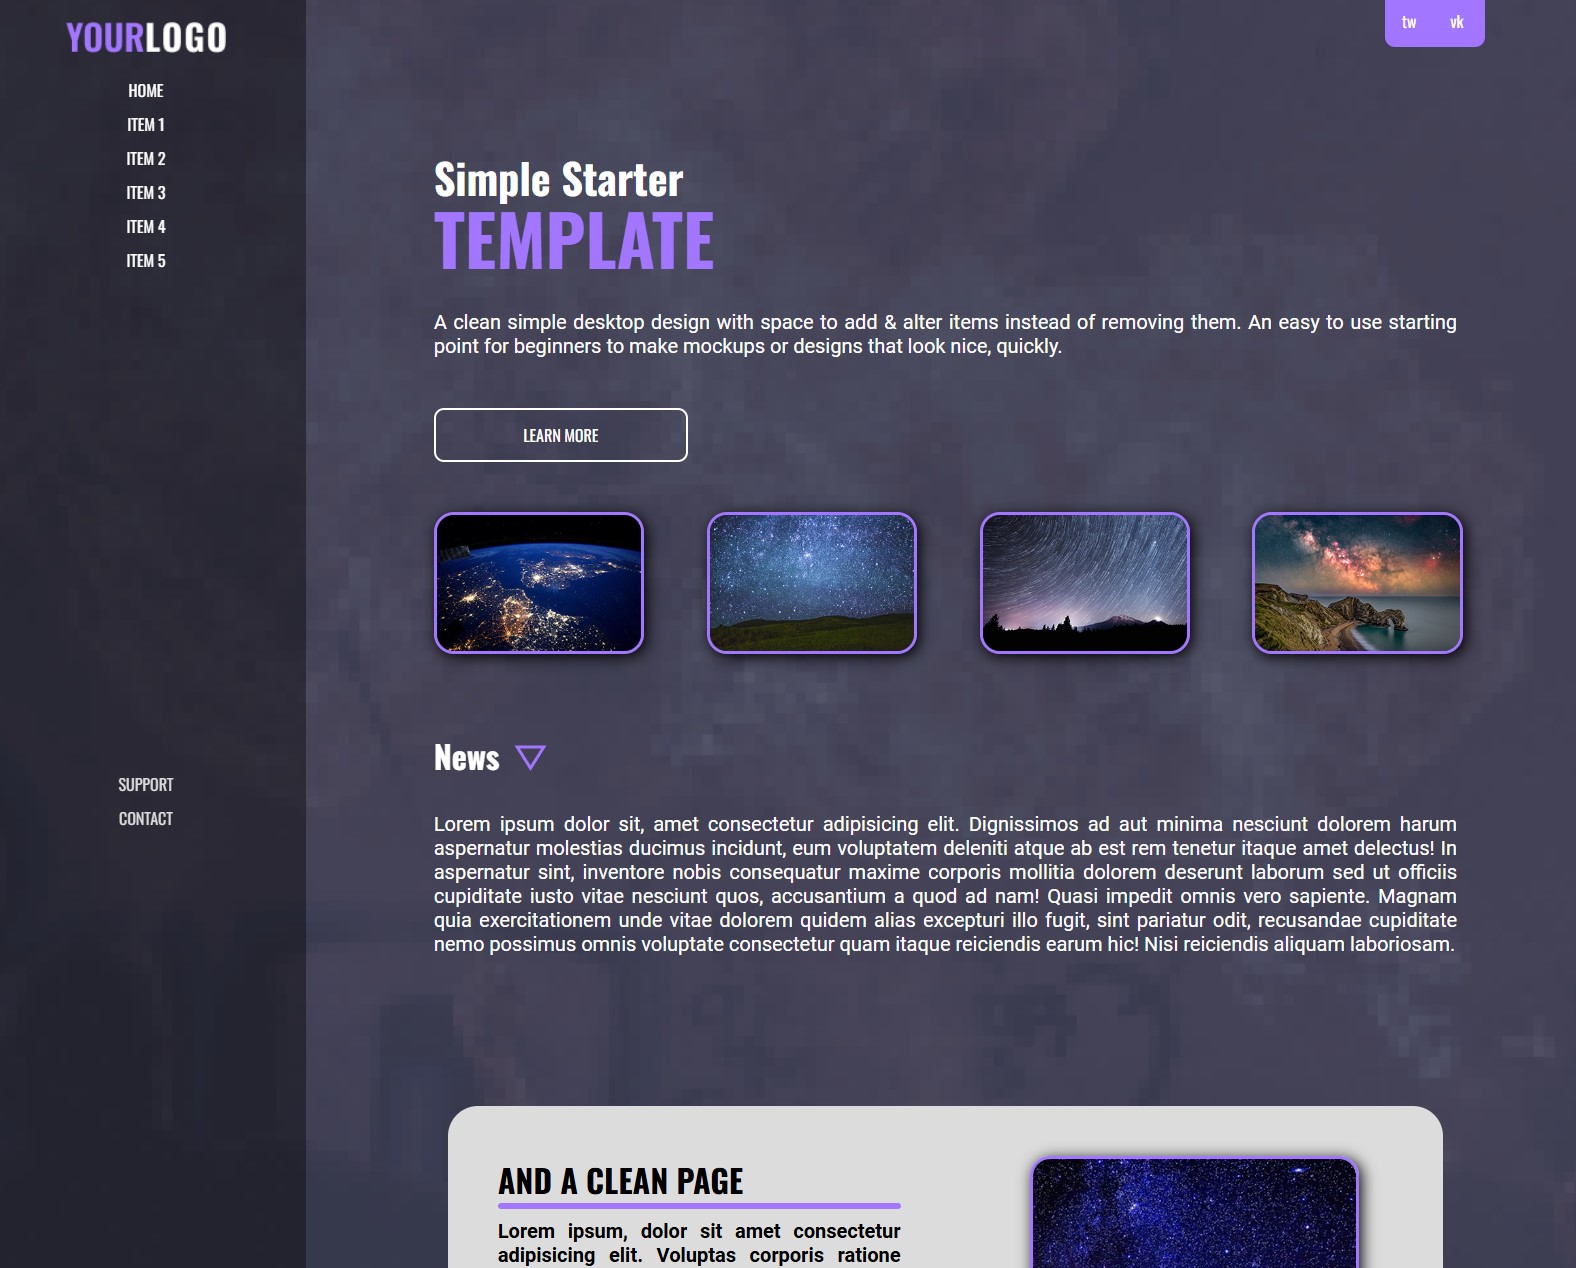 YOURLOGO
HOME
ITEM 1
ITEM 2
ITEM 3
ITEM 4
ITEM 5
SUPPORT
CONTACT
tw vk
Simple Starter
TEMPLATE
A clean simple desktop design with space to add & alter items instead of removing them. An easy to use starting
point for beginners to make mockups or designs that look nice, quickly.
LEARN MORE
News
Lorem ipsum dolor sit, amet consectetur adipisicing elit. Dignissimos ad aut minima nesciunt dolorem harum
aspernatur molestias ducimus incidunt, eum voluptatem deleniti atque ab est rem tenetur itaque amet delectus! In
aspernatur sint, inventore nobis consequatur maxime corporis mollitia dolorem deserunt laborum sed ut officiis
cupiditate iusto vitae nesciunt quos, accusantium a quod ad nam! Quasi impedit omnis vero sapiente. Magnam
quia exercitationem unde vitae dolorem quidem alias excepturi illo fugit, sint pariatur odit, recusandae cupiditate
nemo possimus omnis voluptate consectetur quam itaque reiciendis earum hic! Nisi reiciendis aliquam laboriosam.
AND A CLEAN PAGE
Lorem ipsum, dolor sit amet consectetur
adipisicing elit. Voluptas corporis ratione